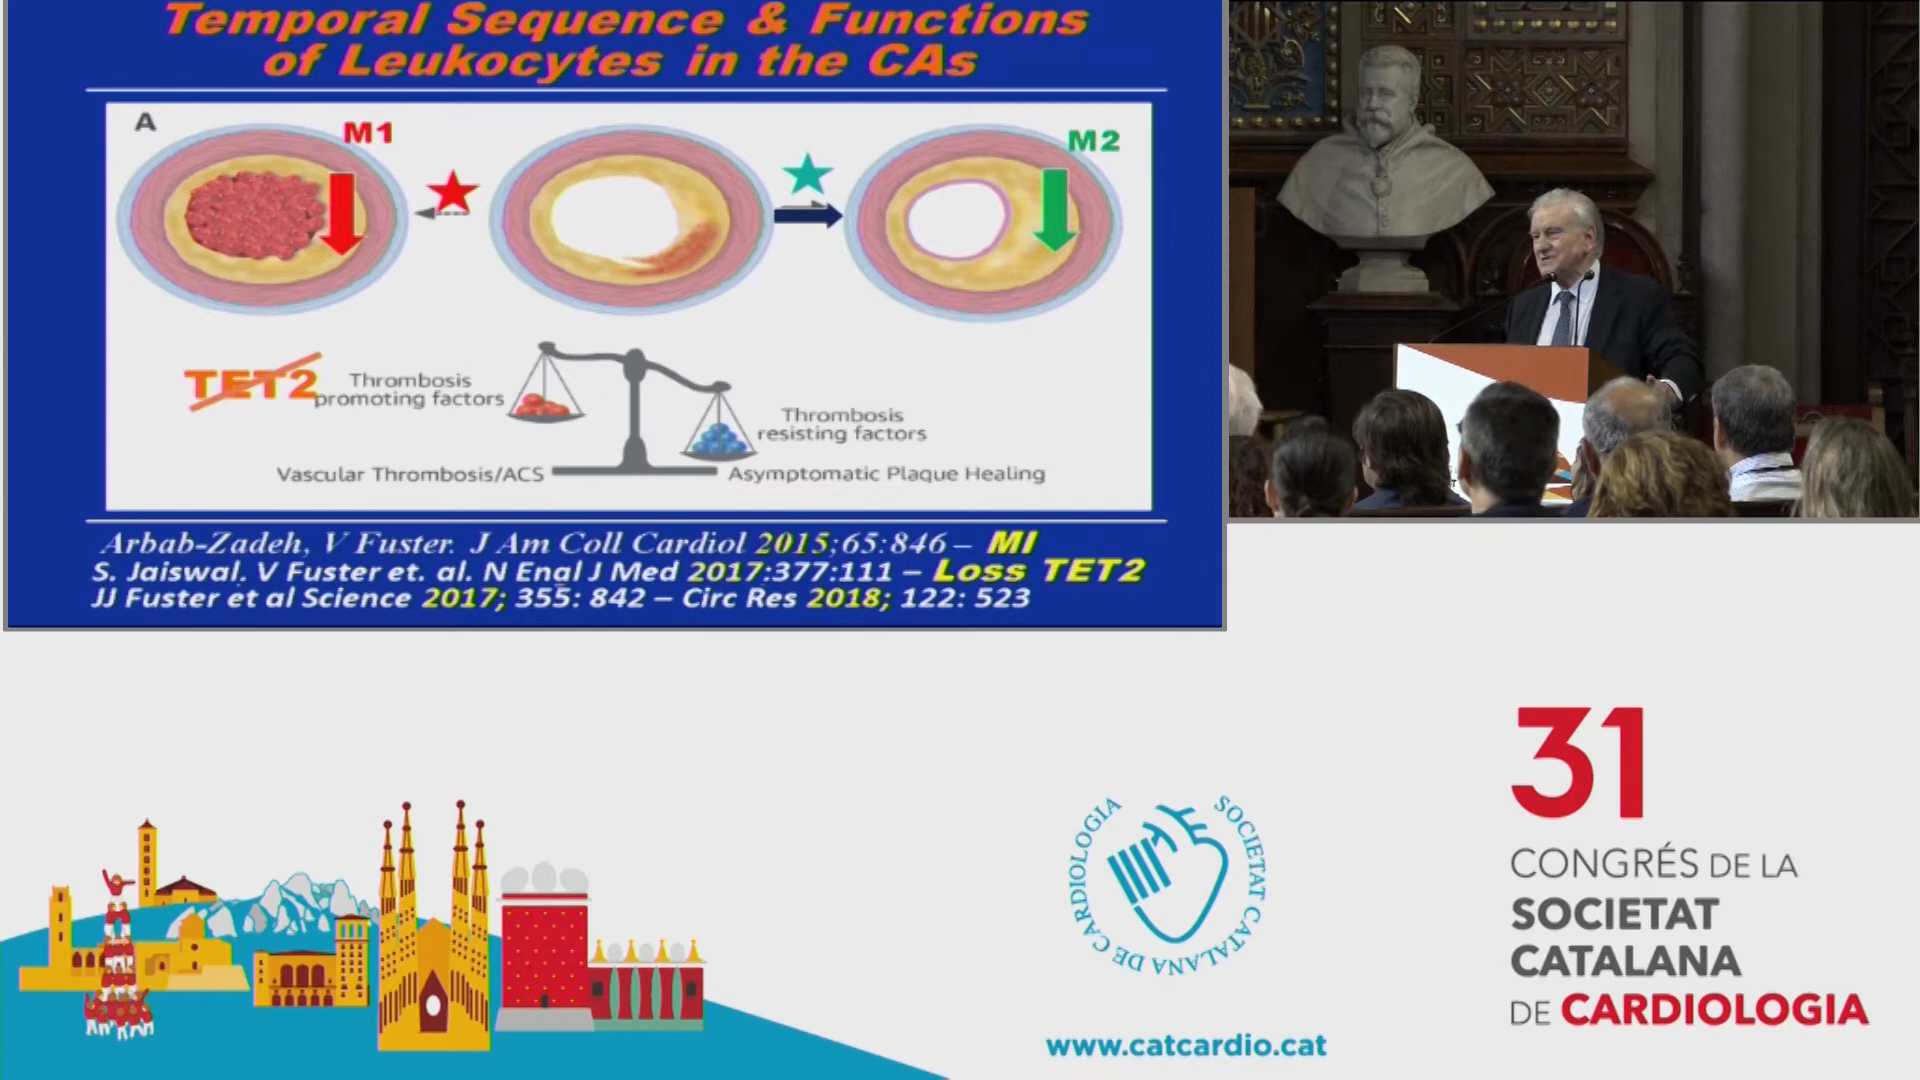 Temporal Sequence & Functions
of Leukocytes in the CAs
A
M1
M2
TET2
Thrombosis
promoting factors
Thrombosis
resisting factors
Vascular Thrombosis/ACS
Asymptomatic Plaque Healing
Arbab-Zadeh, V Fuster. J Am Coll Cardiol 2015;65:846 – MI
S. Jaiswal, V Fuster et. al. N Engl J Med 2017:377:111 – Loss TET2
JJ Fuster et al Science 2017; 355: 842 – Circ Res 2018; 122: 523
SOCIETAT CATALANA DE CARDIOLOGIA
www.catcardio.cat
31
CONGRÉS DE LA
SOCIETAT
CATALANA
DE CARDIOLOGIA